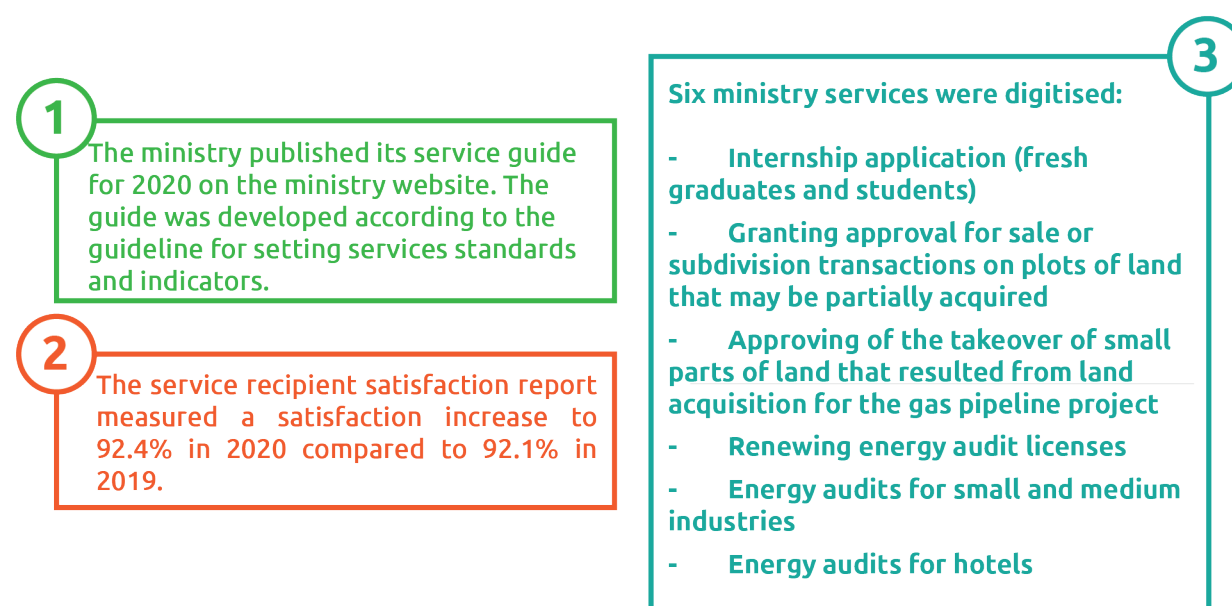 1
The ministry published its service guide
for 2020 on the ministry website. The
guide was developed according to the
guideline for setting services standards
and indicators.
2
The service recipient satisfaction report
measured a satisfaction increase to
92.4% in 2020 compared to 92.1% in
2019.
3
Six ministry services were digitised:
- Internship application (fresh
graduates and students)
- Granting approval for sale or
subdivision transactions on plots of land
that may be partially acquired
- Approving of the takeover of small
parts of land that resulted from land
acquisition for the gas pipeline project
- Renewing energy audit licenses
- Energy audits for small and medium
industries
- Energy audits for hotels